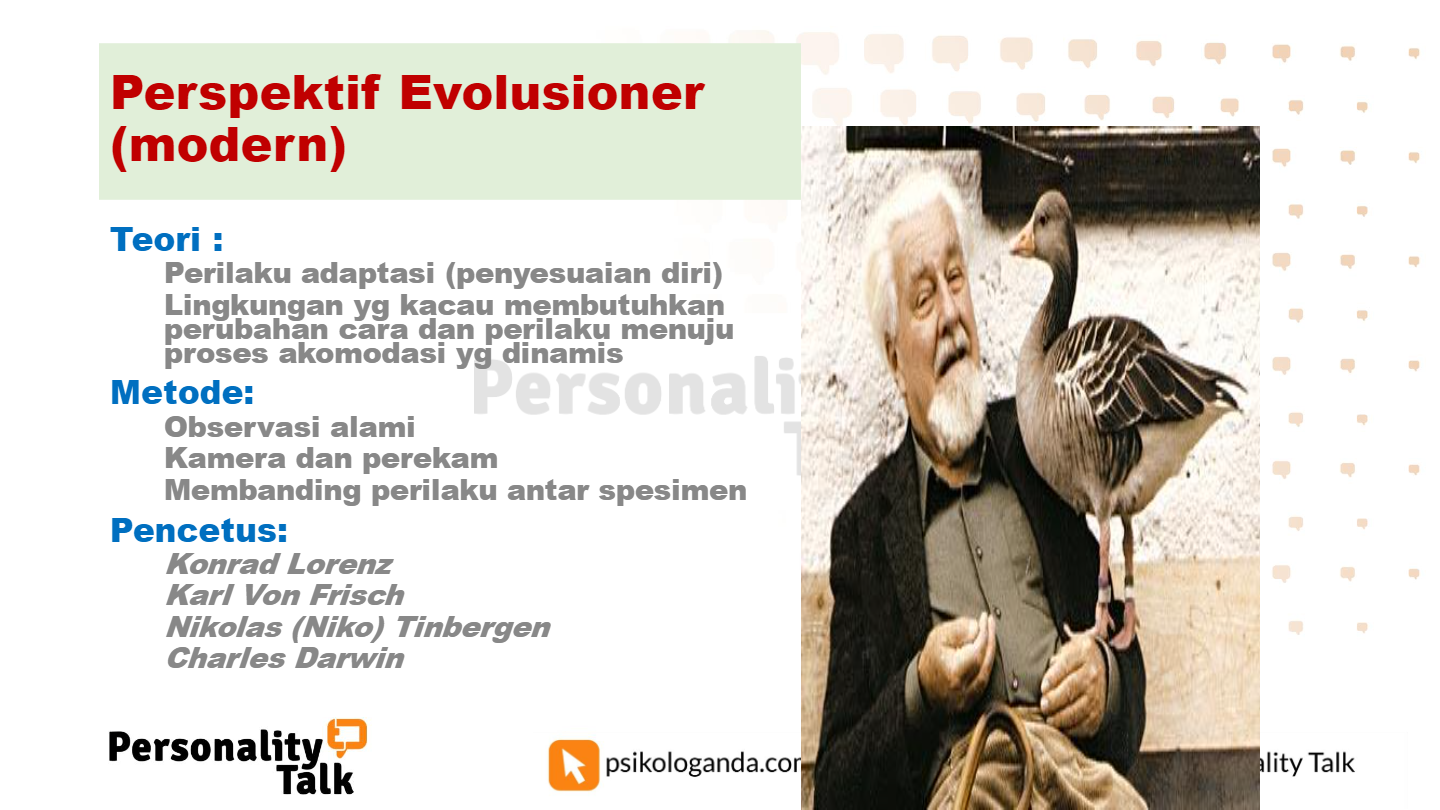 Perspektif Evolusioner
(modern)
Teori :
Perilaku adaptasi (penyesuaian diri)
Lingkungan yg kacau membutuhkan
perubahan cara dan perilaku menuju
proses akomodasi yg dinamis
Metode:
Observasi alami
Kamera dan perekam
Membanding perilaku antar spesimen
Pencetus:
Konrad Lorenz
Karl Von Frisch
Nikolas (Niko) Tinbergen
Charles Darwin
Personality
Talk
psikologanda.com
Talk